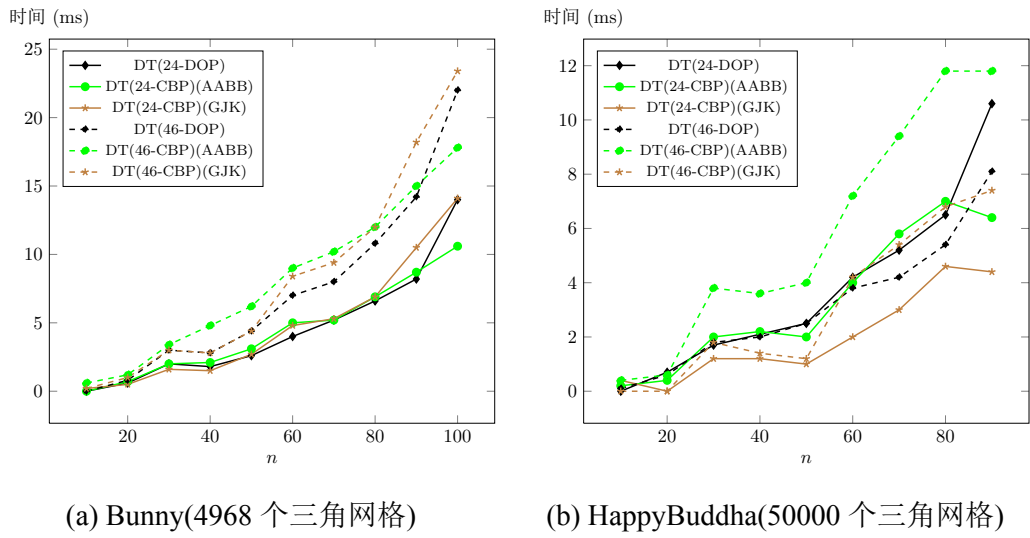 时间 (ms)
25
20
15
10
5
0
DT(24-DOP)
DT(24-CBP)(AABB)
DT(24-CBP)(GJK)
DT(46-DOP)
DT(46-CBP)(AABB)
DT(46-CBP)(GJK)
20 40 60 80 100
n
(a) Bunny(4968 个三角网格)
时间 (ms)
12
10
8
6
4
2
0
DT(24-DOP)
DT(24-CBP)(AABB)
DT(24-CBP)(GJK)
DT(46-DOP)
DT(46-CBP)(AABB)
DT(46-CBP)(GJK)
20 40 60 80
n
(b) HappyBuddha(50000 个三角网格)